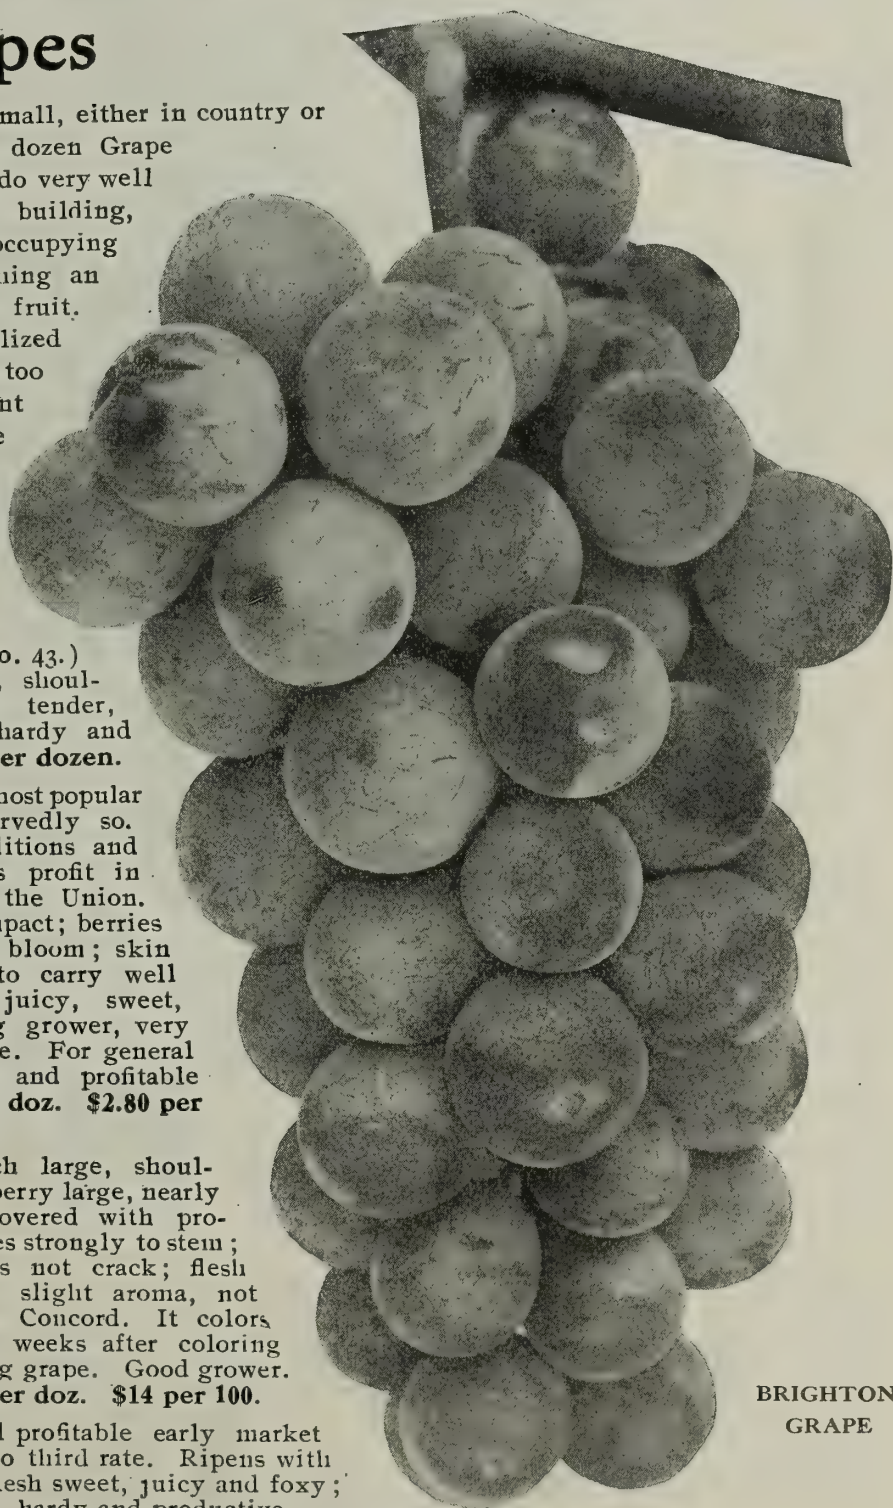 pes
mall, either in country or
dozen Grape
do very well
building,
occupying
ning an
fruit.
lized
too
nt
e
o. 43.)
, shoul-
tender,
hardy and
er dozen.
nost popular
rvedly so.
litions and
s profit in
the Union.
npact; berries
bloom; skin
to carry well
juicy, sweet,
g grower, very
e. For general
and profitable
doz. $2.80 per
ch large, shoul-
berry large, nearly
overed with pro-
es strongly to stem;
s not crack; flesh
slight aroma, not
Concord. It colors
weeks after coloring
g grape. Good grower.
er doz. $14 per 100.
d profitable early market
o third rate. Ripens with
lesh sweet, juicy and foxy;
hardy and productive
BRIGHTON
GRAPE